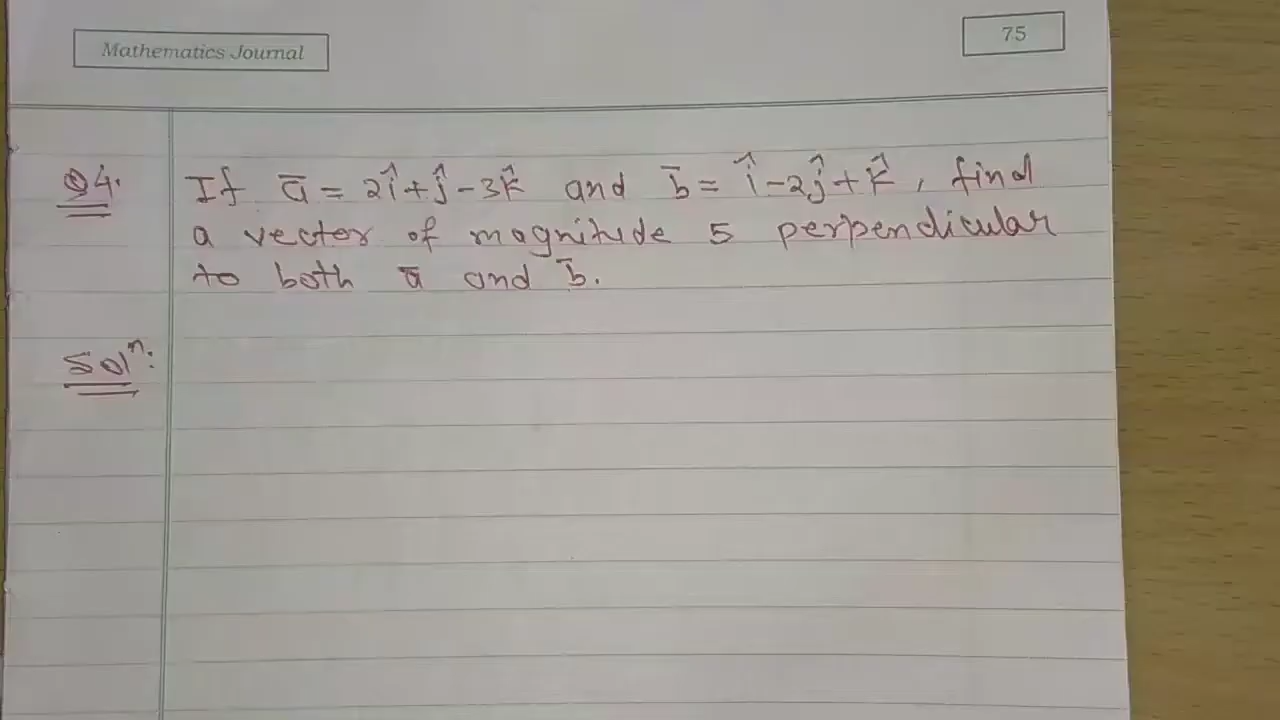 Mathematics Journal
75
Q4. If a̅ = 2î+ĵ-3k̂ and b̅ = î-2ĵ+k̂, find
a vector of magnitude 5 perpendicular
to both a̅ and b̅.
Solⁿ: